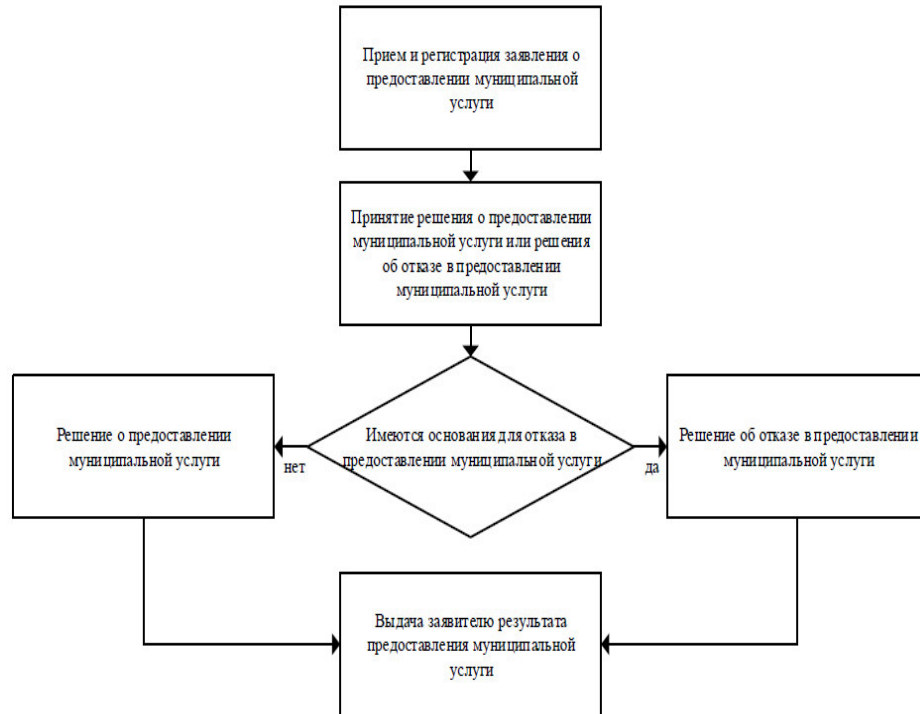 Прием и регистрация заявления о
предоставлении муниципальной
услуги
Принятие решения о предоставлении
муниципальной услуги или решения
об отказе в предоставлении
муниципальной услуги
Решение о предоставлении
муниципальной услуги
нет
Имеются основания для отказа в
предоставлении муниципальной услуги
да
Решение об отказе в предоставлении
муниципальной услуги
Выдача заявителю результата
предоставления муниципальной
услуги